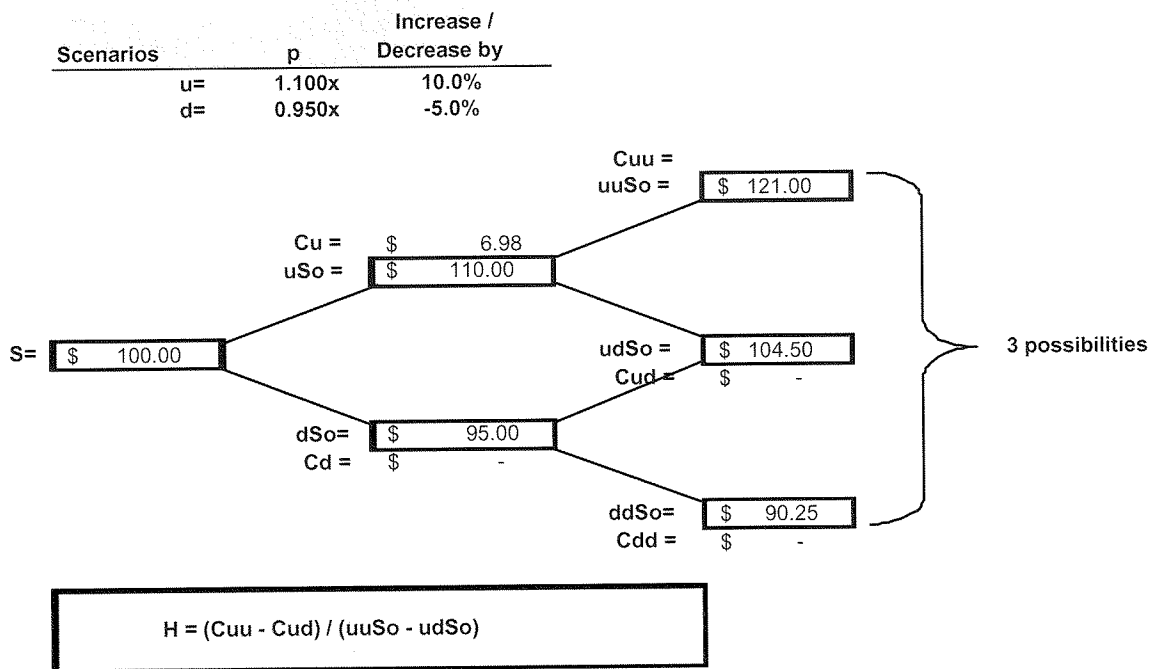 Increase /
Scenarios p Decrease by
u= 1.100x 10.0%
d= 0.950x -5.0%
Cuu =
uuSo = $ 121.00
Cu = $ 6.98
uSo = $ 110.00
S= $ 100.00
udSo = $ 104.50
Cud = $ -
3 possibilities
dSo= $ 95.00
Cd = $ -
ddSo= $ 90.25
Cdd = $ -
H = (Cuu - Cud) / (uuSo - udSo)